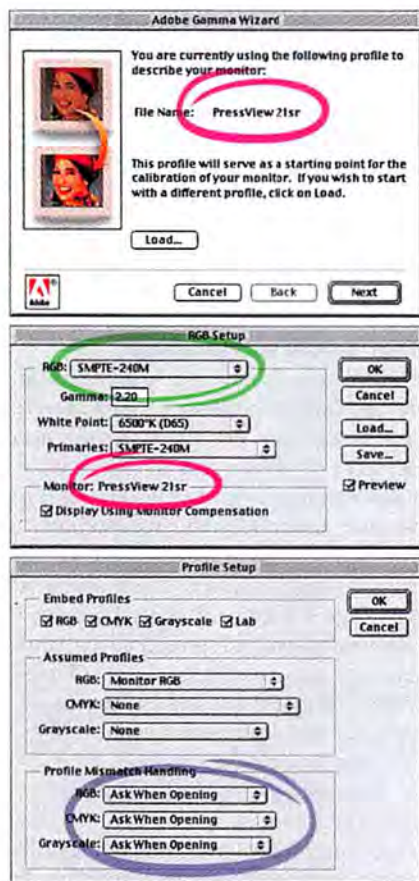 Adobe Gamma Wizard
You are currently using the following profile to
describe your monitor:
File Name: PressView 21sr
This profile will serve as a starting point for the
calibration of your monitor. If you wish to start
with a different profile, click on Load.
Load...
Adobe
Cancel Back Next
RGB Setup
RGB: SMPTE-240M
OK
Gamma: 2.20
Cancel
White Point: 6500°K (D65)
Load...
Primaries: SMPTE-240M
Save...
Monitor: PressView 21sr
Preview
Display Using Monitor Compensation
Profile Setup
Embed Profiles
OK
RGB CMYK Grayscale Lab
Cancel
Assumed Profiles
RGB: Monitor RGB
CMYK: None
Grayscale: None
Profile Mismatch Handling
RGB: Ask When Opening
CMYK: Ask When Opening
Grayscale: Ask When Opening